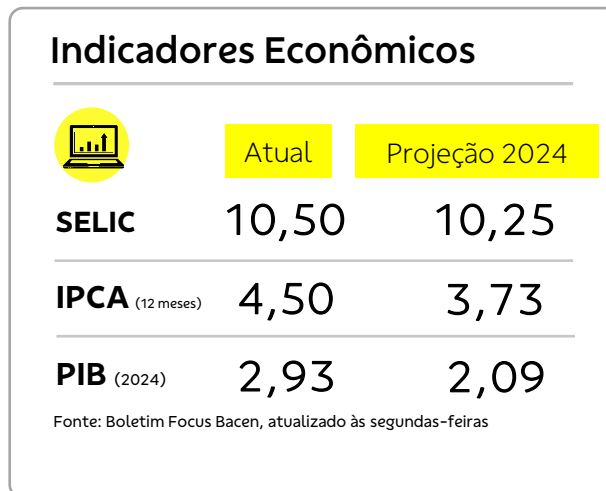 Indicadores Econômicos
Atual Projeção 2024
SELIC 10,50 10,25
IPCA (12 meses) 4,50 3,73
PIB (2024) 2,93 2,09
Fonte: Boletim Focus Bacen, atualizado às segundas-feiras